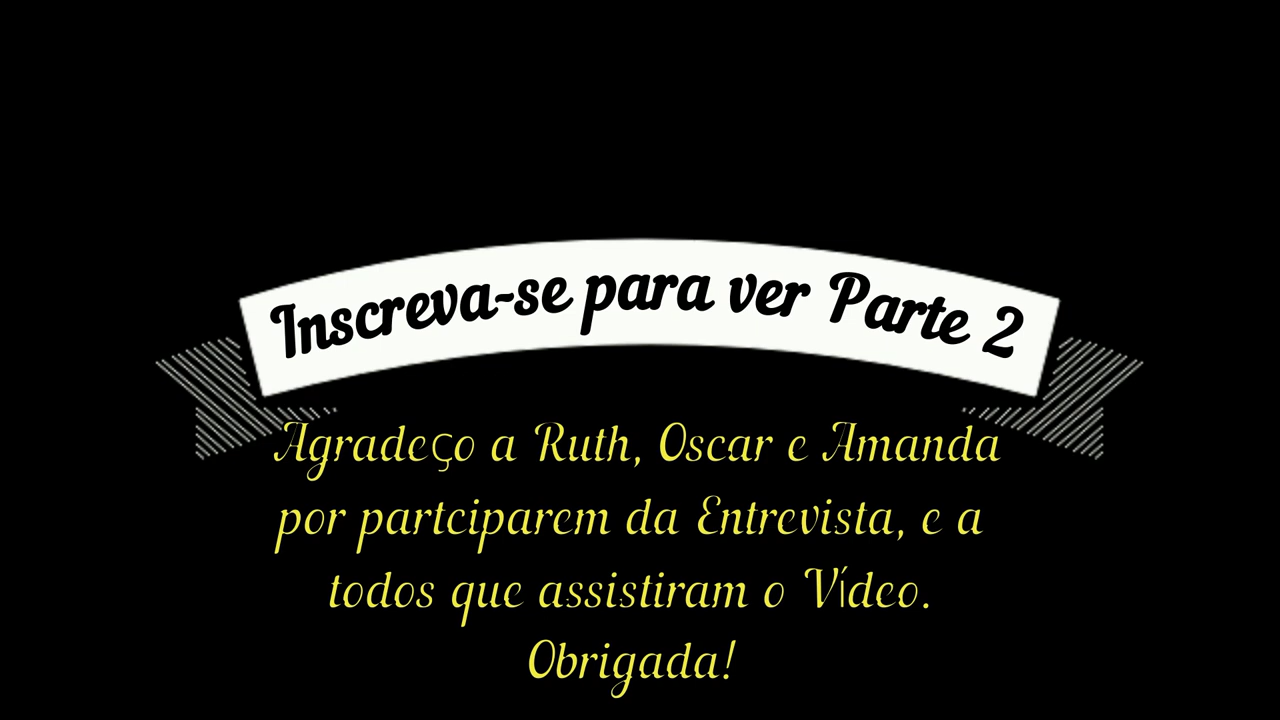 Inscreva-se para ver Parte 2
Agradeço a Ruth, Oscar e Amanda
por partciparem da Entrevista, e a
todos que assistiram o Vídeo.
Obrigada!